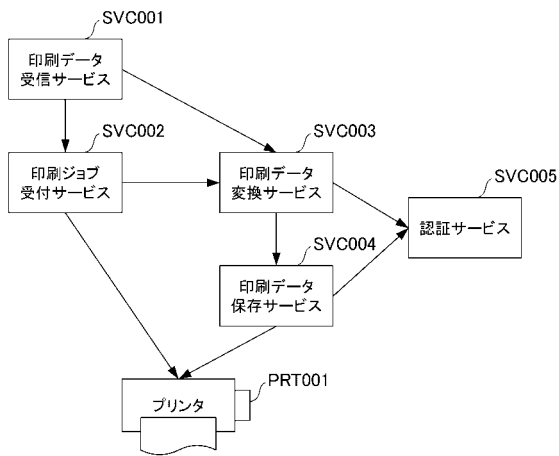 SVC001
印刷データ
受信サービス
SVC002
印刷ジョブ
受付サービス
SVC003
印刷データ
変換サービス
SVC005
認証サービス
SVC004
印刷データ
保存サービス
PRT001
プリンタ